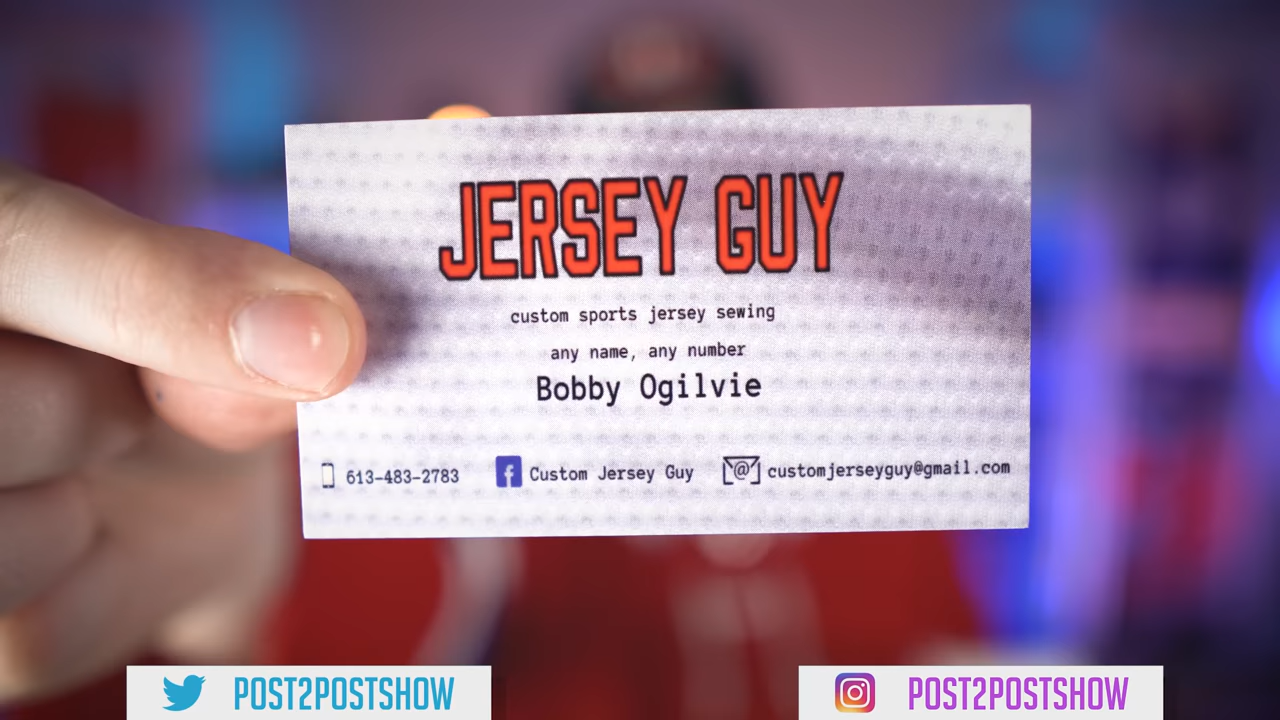 JERSEY GUY
custom sports jersey sewing
any name, any number
Bobby Ogilvie
613-483-2783 Custom Jersey Guy customjerseyguy@gmail.com
POST2POSTSHOW POST2POSTSHOW